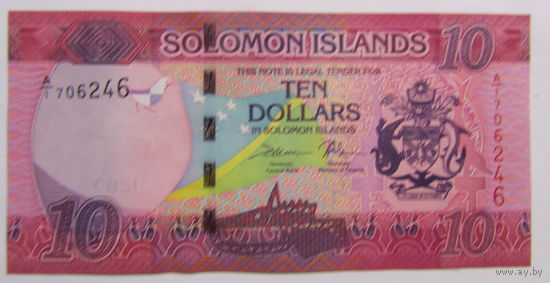 SOLOMON ISLANDS
10
THIS NOTE IS LEGAL TENDER FOR
TEN
DOLLARS
IN SOLOMON ISLANDS
A/1 706246
A/1 706246
Governor
Central Bank
Secretary
Ministry of Finance
10
10
www.ay.by